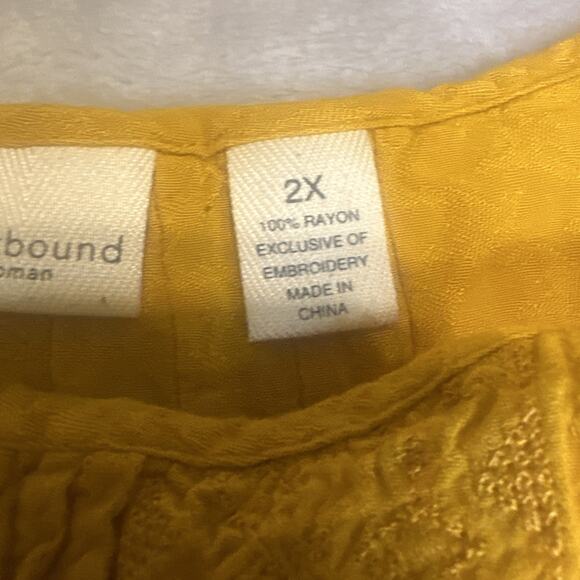 bound
oman
2X
100% RAYON
EXCLUSIVE OF
EMBROIDERY
MADE IN
CHINA